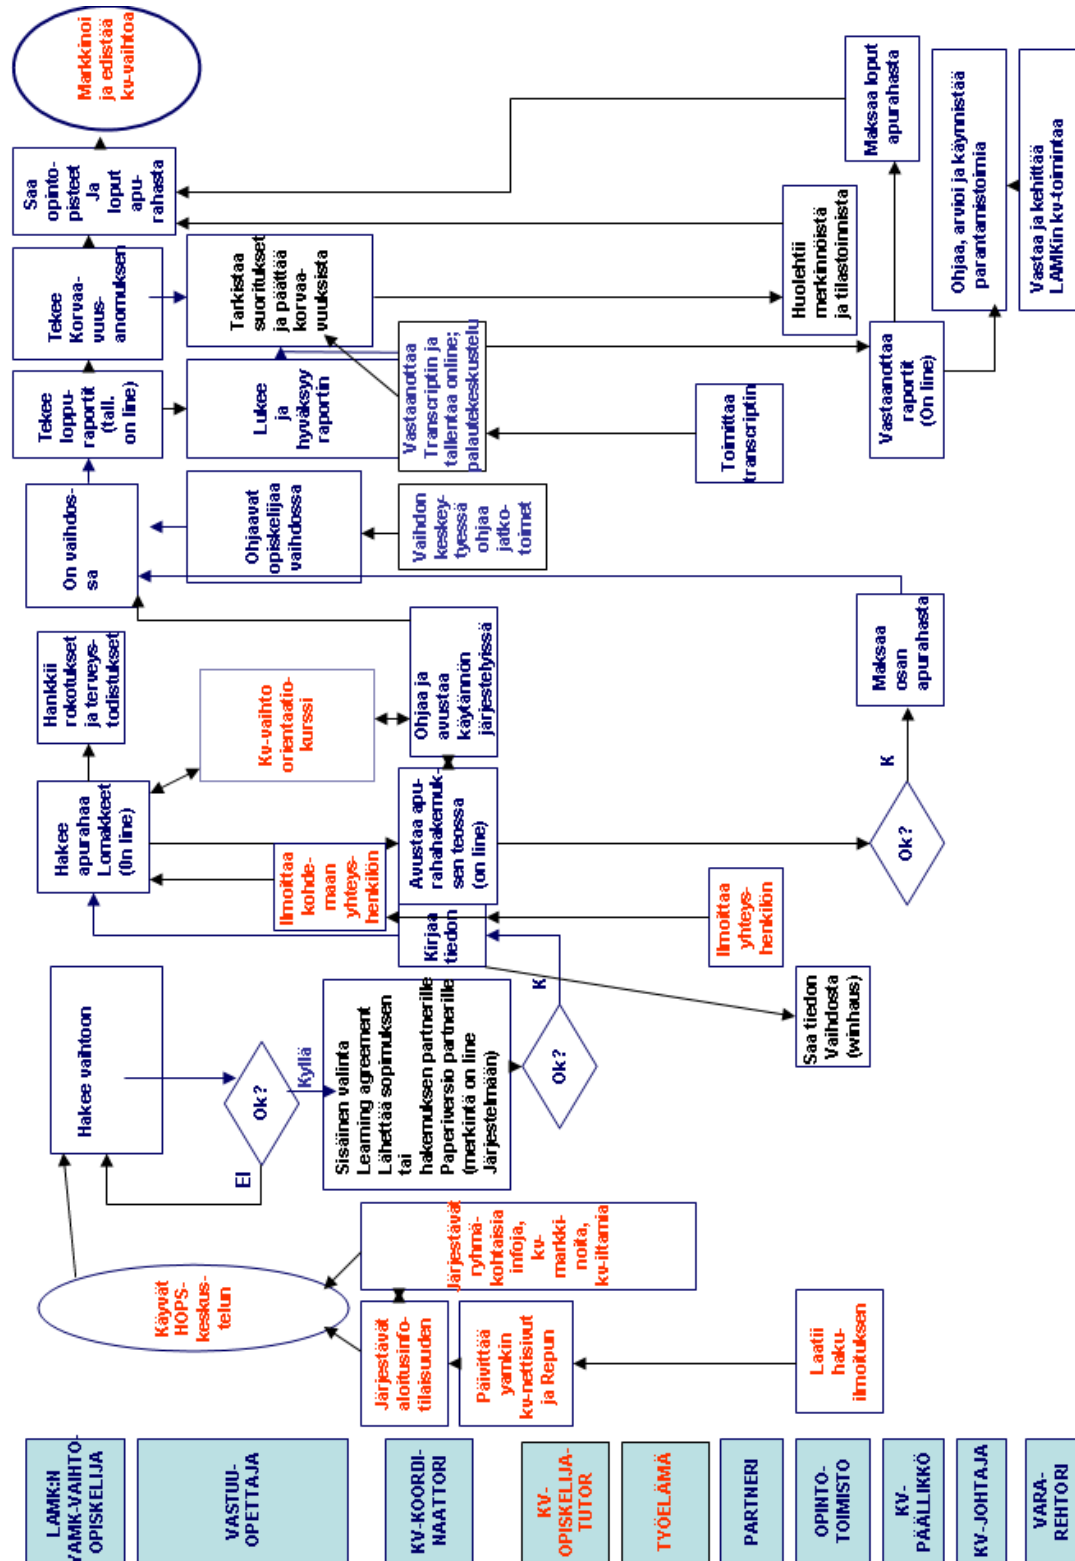 LAMK:N
YAMK-VAIHTO-
OPISKELIJA
Käyvät
HOPS-
keskus-
telun
Hakee vaihtoon
Ok?
EI
Kyllä
Hakee
apurahaa
Lomakkeet
(On line)
Hankkii
rokotukset
ja terveys-
todistukset
On vaihdos-
sa
Tekee
loppu-
raportit
(tall.
on line)
Tekee
Korvaa-
vuus-
anomuksen
Saa
opinto-
pisteet
Ja
loput
apu-
rahasta
Markkinoi
ja edistää
kv-vaihtoa
VASTUU-
OPETTAJA
Sisäinen valinta
Learning agreement
Lähettää sopimuksen
tai
hakemuksen partnerille
Paperiversio partnerille
(merkintä on line
Järjestelmään)
Ilmoittaa
kohde-
maan
yhteys-
henkilön
Kv-vaihto
orientaatio-
kurssi
Ohjaavat
opiskelijaa
vaihdossa
Lukee
ja
hyväksyy
raportin
Tarkistaa
suoritukset
ja päättää
korvaa-
vuuksista
KV-KOORDI-
NAATTORI
Järjestävät
aloitusinfo-
tilaisuuden
Päivittää
yamkin
kv-nettisivut
ja Repun
Järjestävät
ryhmä-
kohtaisia
infoja,
kv-
markki-
noita,
kv-iltamia
Ok?
K
Kirjaa
tiedon
Avustaa apu-
rahahakemuk-
sen teossa
(on line)
Ohjaa ja
avustaa
käytännön
järjestelyissä
Vaihdon
keskey-
tyessä
ohjaa
jatko-
toimet
Vastaanottaa
Transcriptin ja
tallentaa online;
palautekeskustelu
KV-
OPISKELIJA-
TUTOR
TYÖELÄMÄ
PARTNERI
Ilmoittaa
yhteys-
henkilön
Toimittaa
transcriptin
OPINTO-
TOIMISTO
Laatii
haku-
ilmoituksen
Saa tiedon
Vaihdosta
(winhaus)
Huolehtii
merkinnöistä
ja tilastoinnista
KV-
PÄÄLLIKKÖ
Ok?
K
Maksaa
osan
apurahasta
Vastaanottaa
raportit
(On line)
Maksaa loput
apurahasta
KV-JOHTAJA
Ohjaa, arvioi ja käynnistää
parantamistoimia
VARA-
REHTORI
Vastaa ja kehittää
LAMKin kv-toimintaa